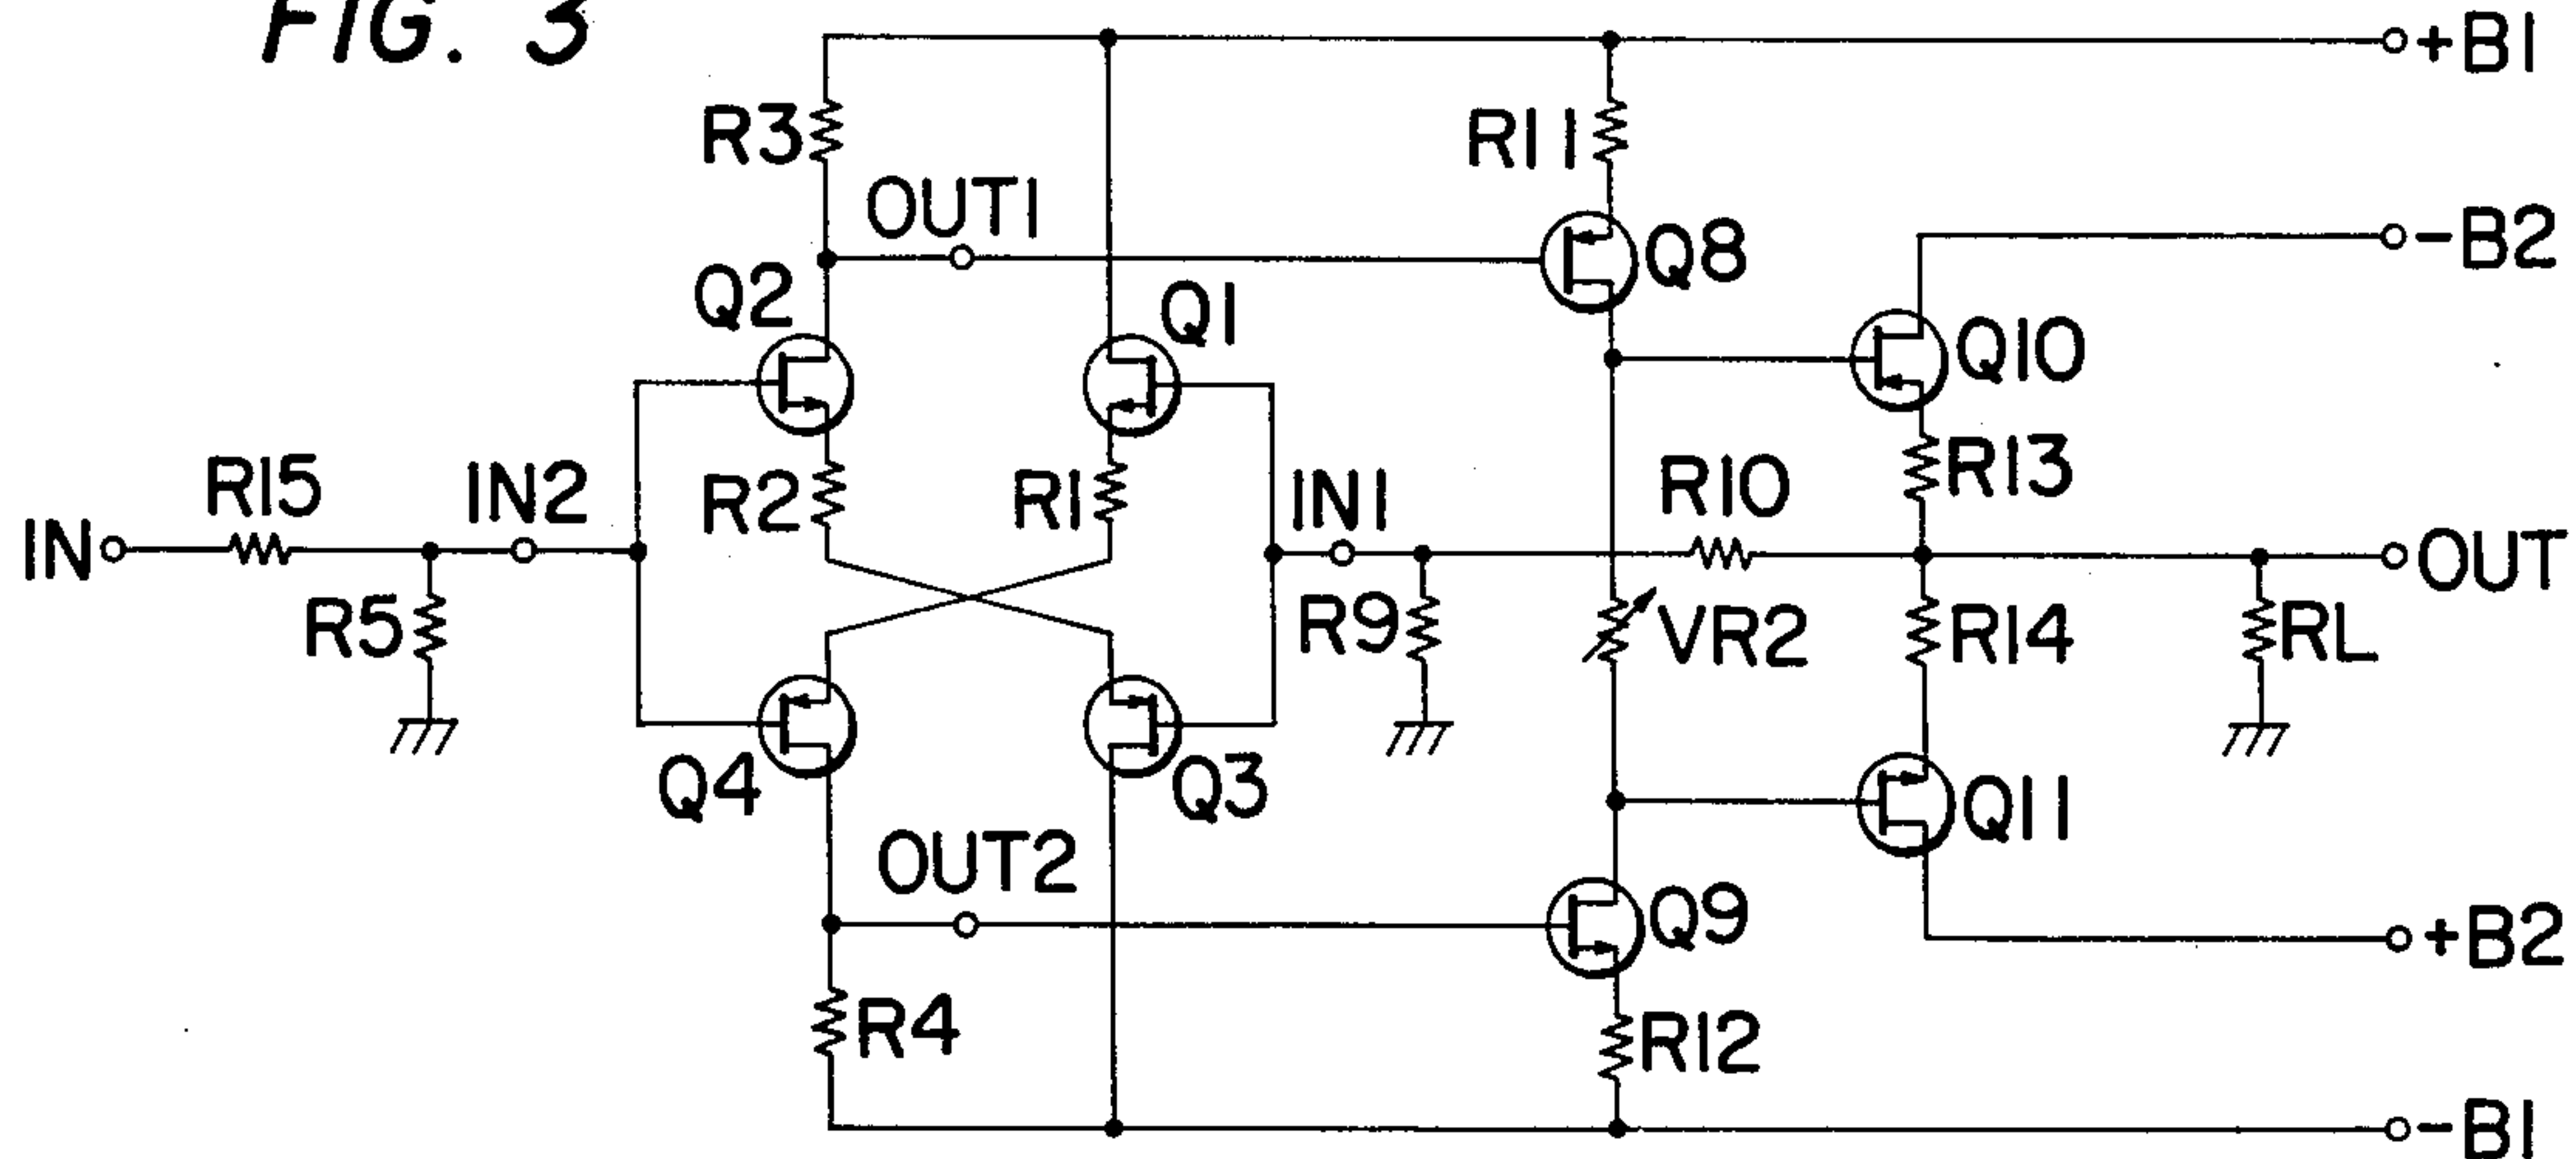 FIG. 3
+B1
R3
R11
OUT1
-B2
Q8
Q2
Q1
Q10
R15
IN2
R2
R1
IN1
R10
R13
IN
OUT
R5
R9
VR2
R14
RL
Q4
Q3
Q11
OUT2
Q9
+B2
R4
R12
-B1